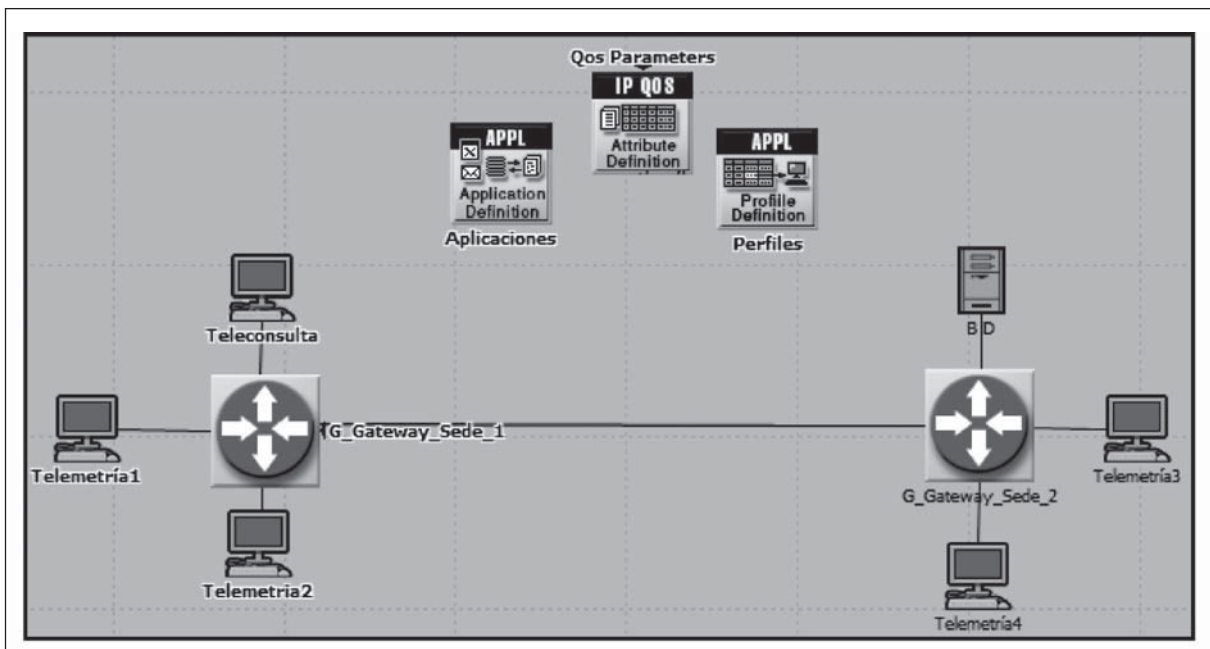 Qos Parameters
IP QOS
Attribute
Definition
APPL
Application
Definition
Aplicaciones
APPL
Profiile
Definition
Perfiles
Teleconsulta
B D
Telemetría1
G_Gateway_Sede_1
Telemetría3
G_Gateway_Sede_2
Telemetria2
Telemetría4